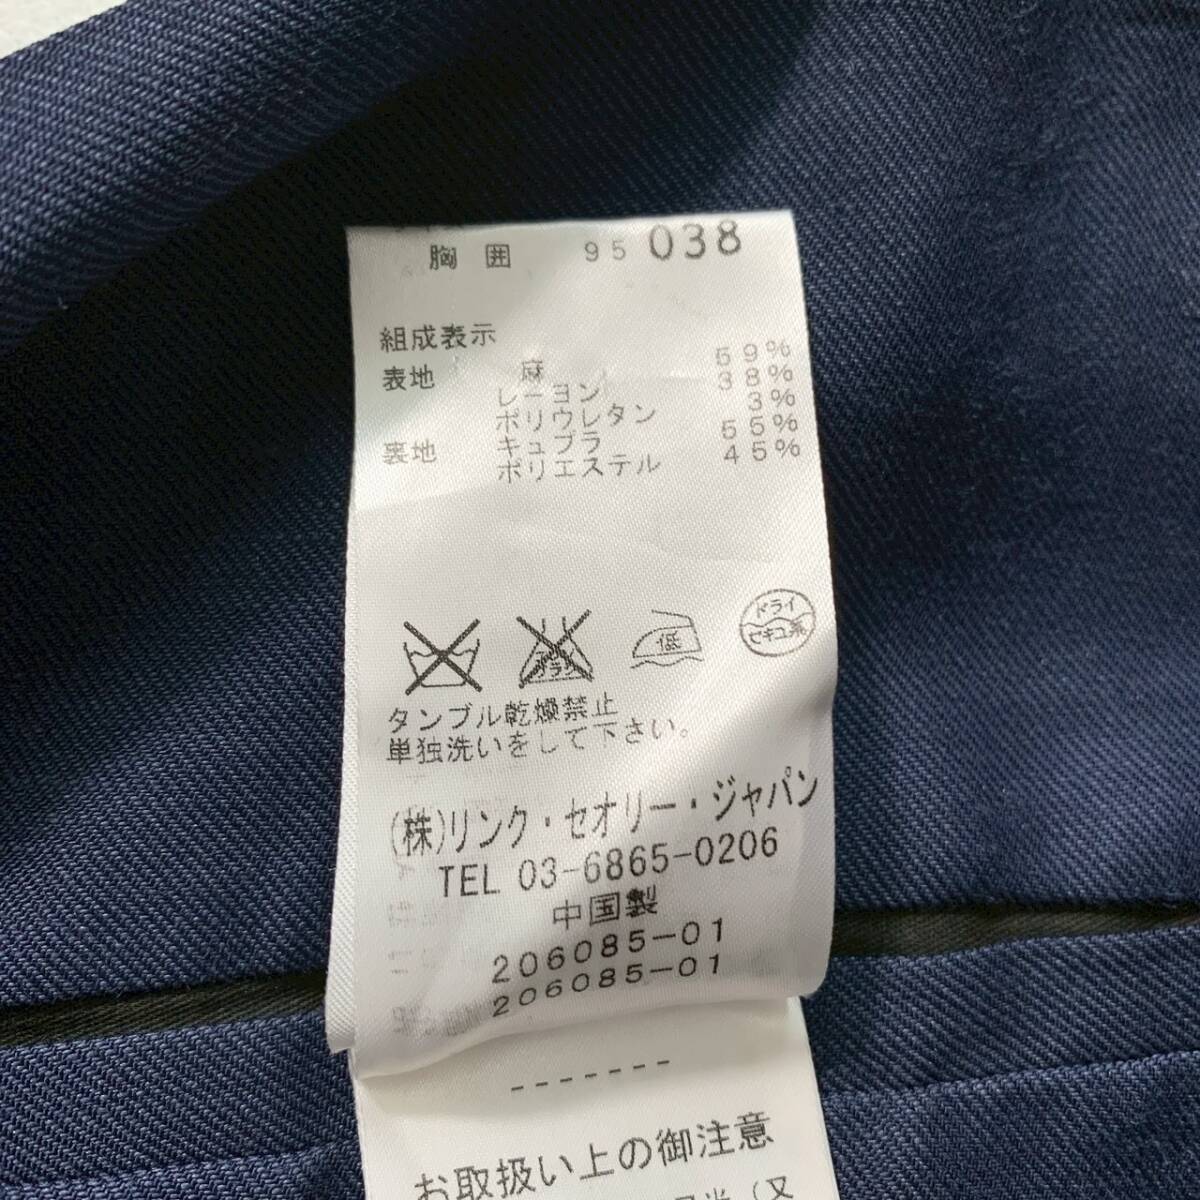 胸囲 95 038
組成表示
表地 麻 59%
レーヨン 38%
ポリウレタン 3%
裏地 キュプラ 55%
ポリエステル 45%
低
ドライ
セキユ系
タンブル乾燥禁止
単独洗いをして下さい。
(株)リンク・セオリー・ジャパン
TEL 03-6865-0206
中国製
206085-01
206085-01
-------
お取扱い上の御注意